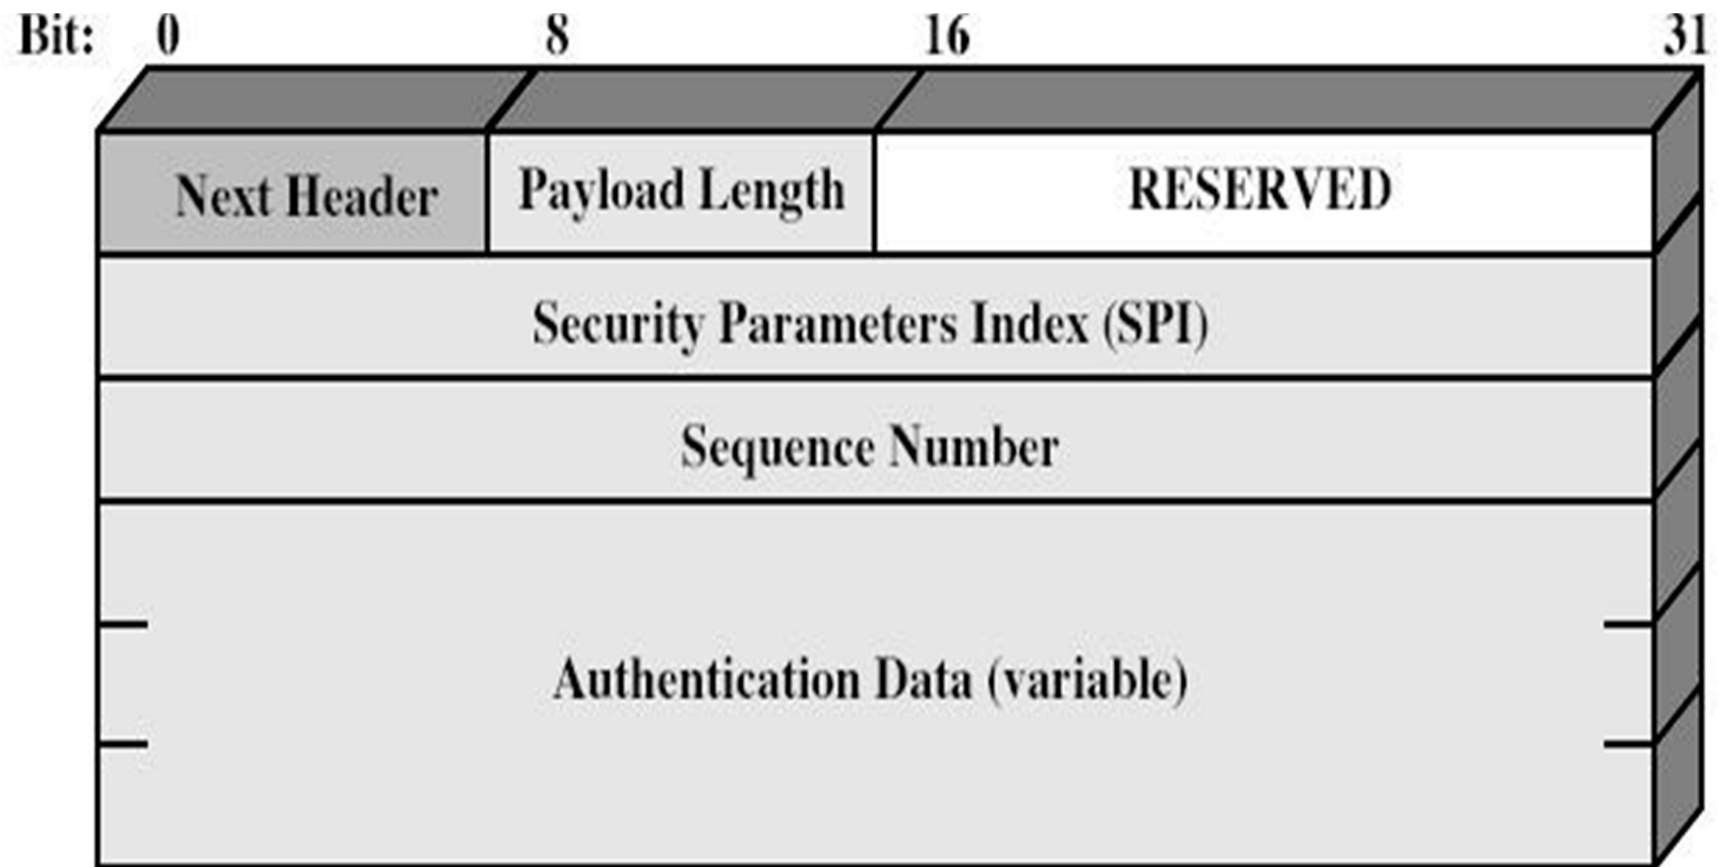 Bit: 0 8 16 31
Next Header Payload Length RESERVED
Security Parameters Index (SPI)
Sequence Number
Authentication Data (variable)